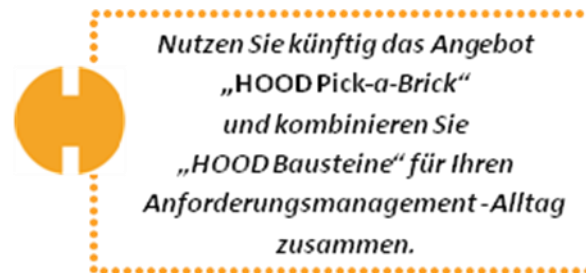 Nutzen Sie künftig das Angebot
„HOOD Pick-a-Brick“
und kombinieren Sie
„HOOD Bausteine“ für Ihren
Anforderungsmanagement-Alltag
zusammen.